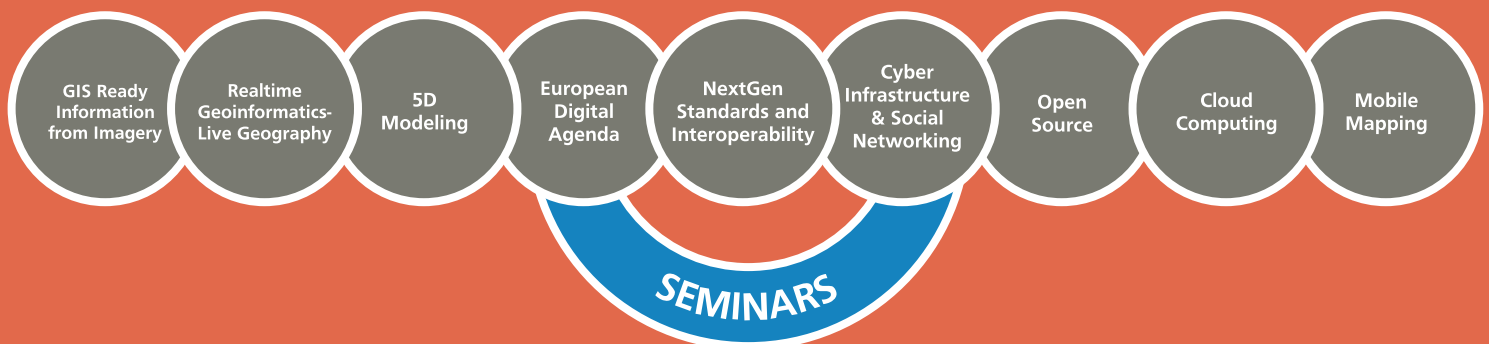 GIS Ready
Information
from Imagery
Realtime
Geoinformatics-
Live Geography
5D
Modeling
European
Digital
Agenda
NextGen
Standards and
Interoperability
Cyber
Infrastructure
& Social
Networking
Open
Source
Cloud
Computing
Mobile
Mapping
SEMINARS